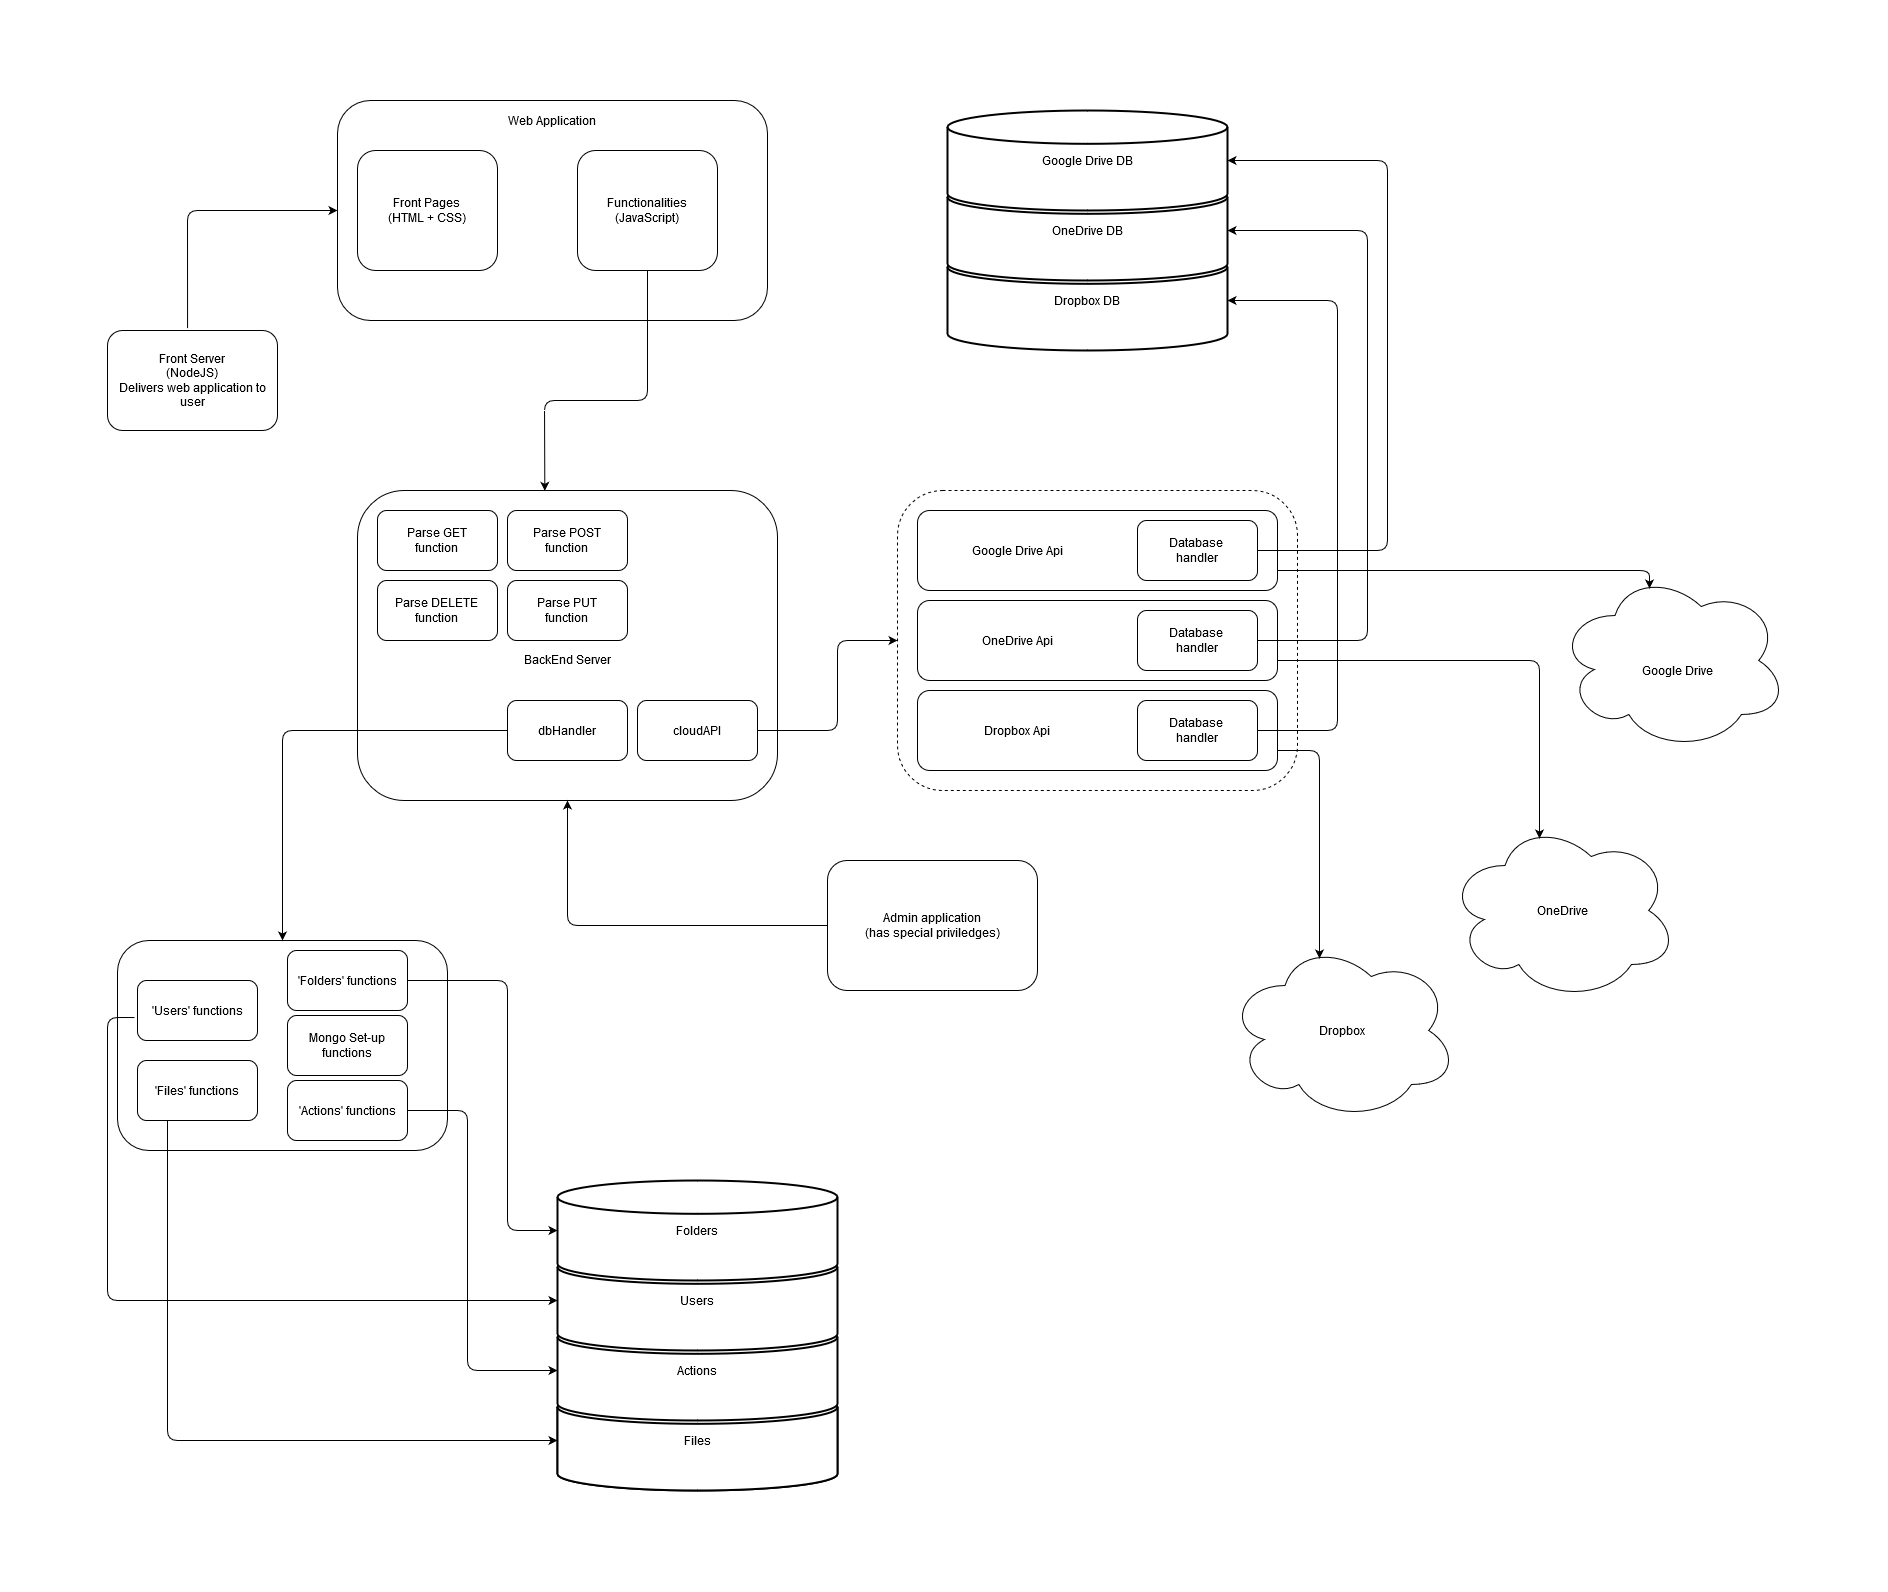 Web Application
Front Pages
(HTML + CSS)
Functionalities
(JavaScript)
Google Drive DB
OneDrive DB
Dropbox DB
Front Server
(NodeJS)
Delivers web application to
user
Parse GET
function
Parse POST
function
Parse DELETE
function
Parse PUT
function
BackEnd Server
dbHandler
cloudAPI
Google Drive Api
Database
handler
OneDrive Api
Database
handler
Dropbox Api
Database
handler
Google Drive
OneDrive
Dropbox
Admin application
(has special priviledges)
'Folders' functions
'Users' functions
Mongo Set-up
functions
'Files' functions
'Actions' functions
Folders
Users
Actions
Files